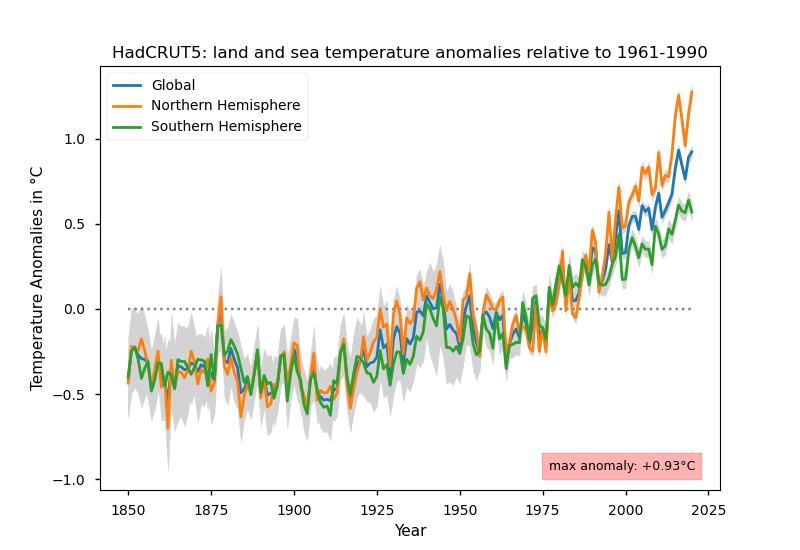 HadCRUT5: land and sea temperature anomalies relative to 1961-1990
Global
Northern Hemisphere
Southern Hemisphere
Temperature Anomalies in °C
1.0
0.5
0.0
−0.5
−1.0
max anomaly: +0.93°C
1850 1875 1900 1925 1950 1975 2000 2025
Year